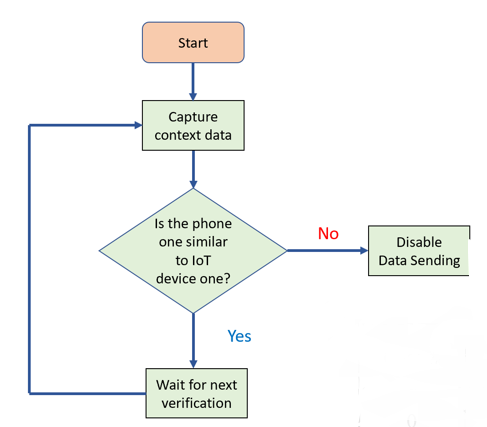 Start
Capture
context data
Is the phone
one similar
to IoT
device one?
No
Disable
Data Sending
Yes
Wait for next
verification